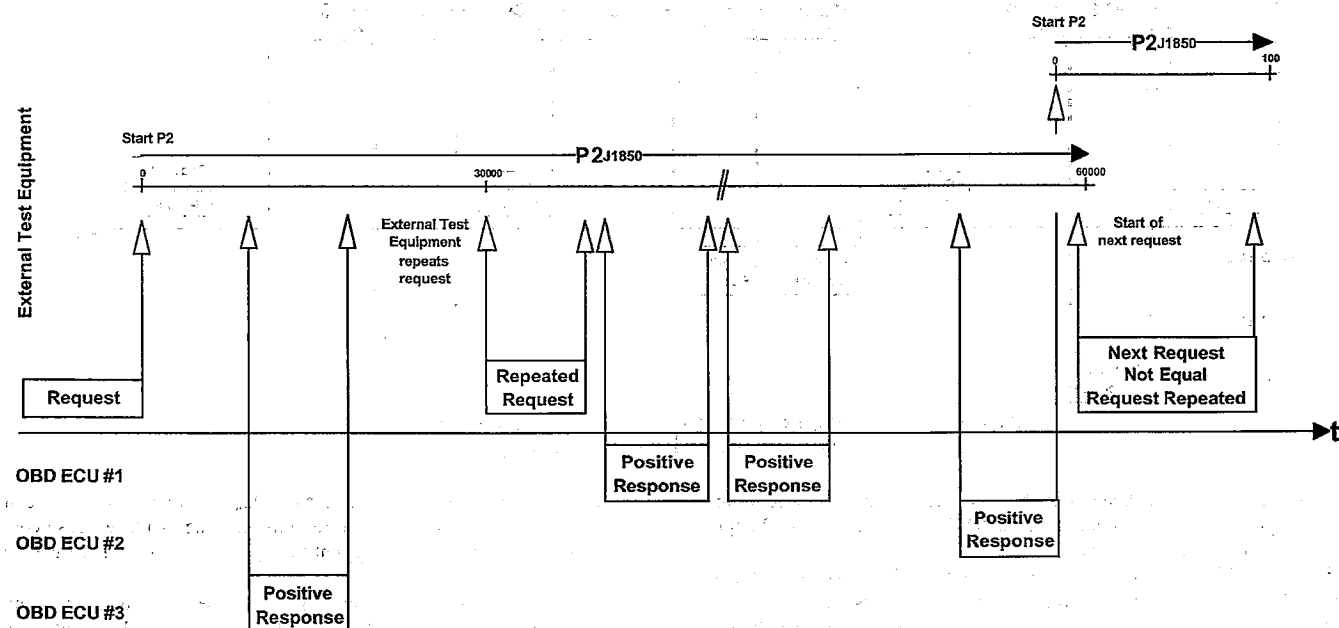 Start P2
P2J1850
0
100
External Test Equipment
Start P2
P2J1850
0
30000
60000
External Test
Equipment
repeats
request
Start of
next request
Request
Repeated
Request
Next Request
Not Equal
Request Repeated
t
OBD ECU #1
Positive
Response
Positive
Response
OBD ECU #2
Positive
Response
OBD ECU #3
Positive
Response